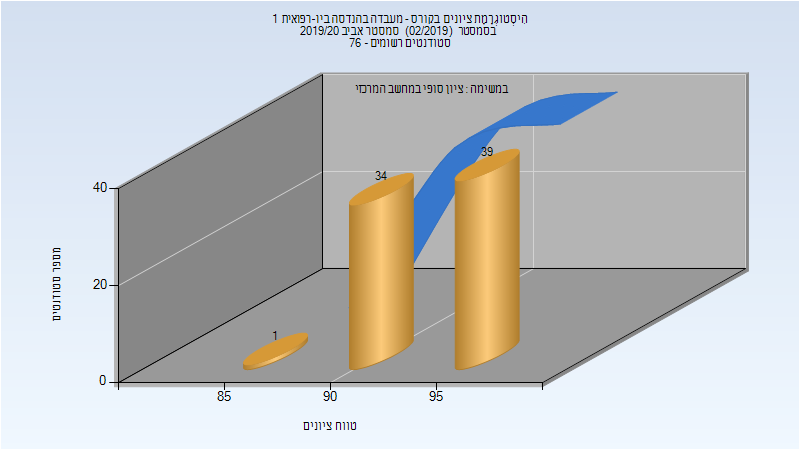 היסטוגרמת ציונים בקורס - מעבדה בהנדסה ביו-רפואית 1
בסמסטר (02/2019) סמסטר אביב 2019/20
סטודנטים רשומים - 76
במשימה : ציון סופי במחשב המרכזי
39
34
1
40
20
0
מספר סטודנטים
85
90
95
טווח ציונים